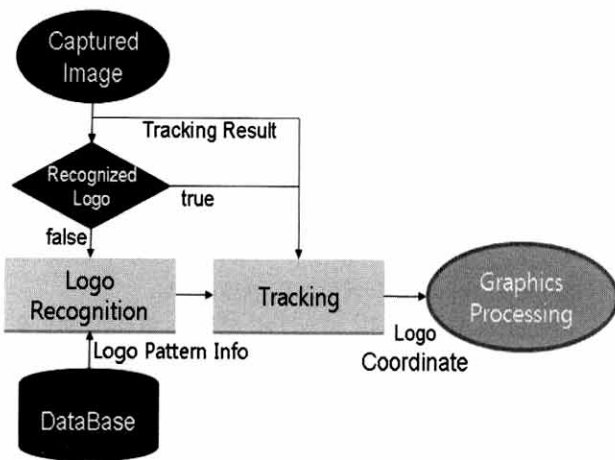 Captured
Image
Tracking Result
Recognized
Logo
true
false
Logo
Recognition
Tracking
Graphics
Processing
Logo
Coordinate
Logo Pattern Info
DataBase